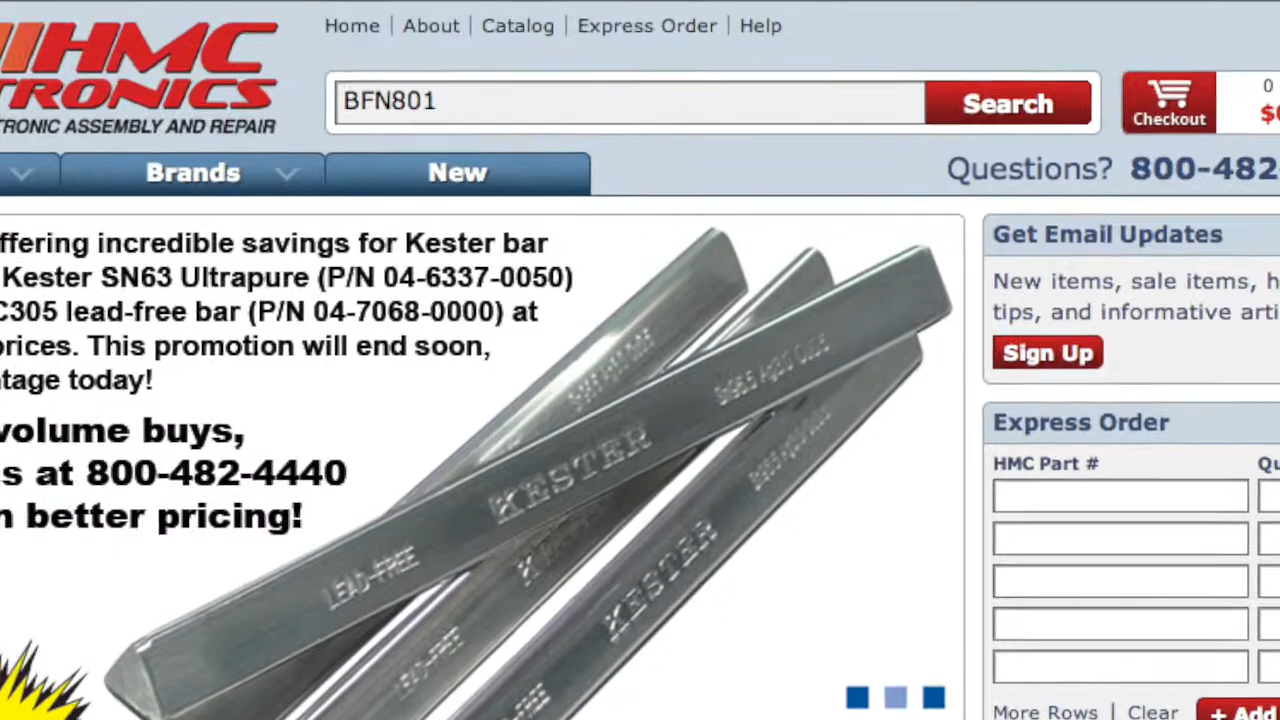 HMC
TRONICS
TRONIC ASSEMBLY AND REPAIR
Home | About | Catalog | Express Order | Help
BFN801
Search
Checkout
0
Brands
New
Questions? 800-482
ffering incredible savings for Kester bar
Kester SN63 Ultrapure (P/N 04-6337-0050)
C305 lead-free bar (P/N 04-7068-0000) at
prices. This promotion will end soon,
ntage today!
volume buys,
s at 800-482-4440
n better pricing!
KESTER
LEAD-FREE
KESTER
LEAD-FREE
Get Email Updates
New items, sale items, h
tips, and informative arti
Sign Up
Express Order
HMC Part #
Qu
More Rows | Clear
+ Add